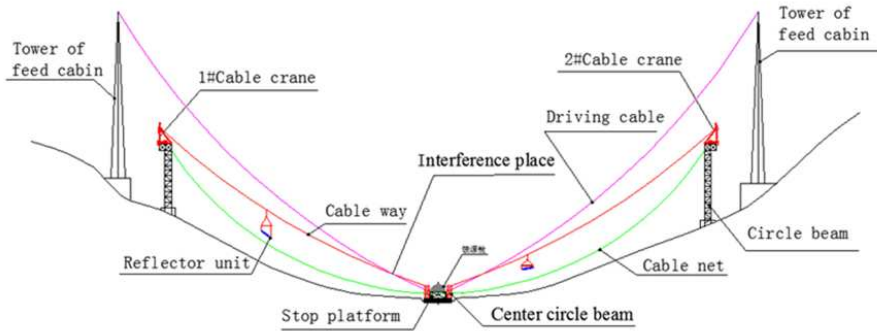 Tower of
feed cabin
Tower of
feed cabin
1#Cable crane
2#Cable crane
Driving cable
Interference place
Cable way
Circle beam
Reflector unit
Cable net
Stop platform
Center circle beam